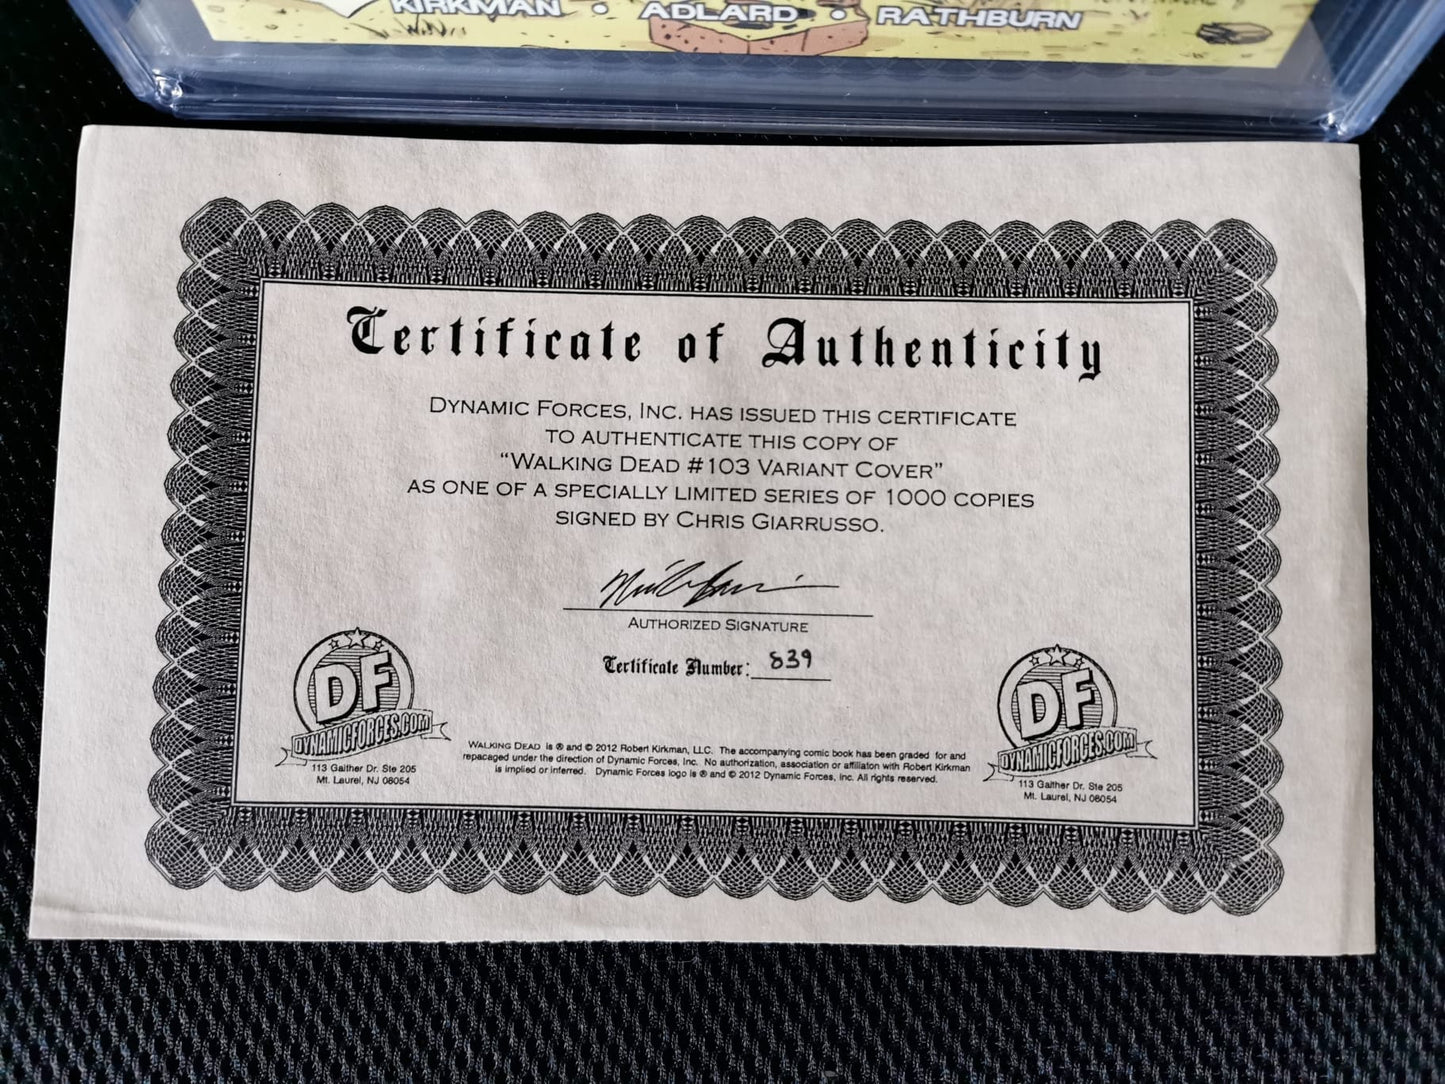 KIRKMAN • ADLARD • RATHBURN
Certificate of Authenticity
DYNAMIC FORCES, INC. HAS ISSUED THIS CERTIFICATE
TO AUTHENTICATE THIS COPY OF
“WALKING DEAD #103 VARIANT COVER”
AS ONE OF A SPECIALLY LIMITED SERIES OF 1000 COPIES
SIGNED BY CHRIS GIARRUSSO.
AUTHORIZED SIGNATURE
Certificate Number: 839
DF
DYNAMICFORCES.COM
113 Gaither Dr. Ste 205
Mt. Laurel, NJ 08054
WALKING DEAD is ® and © 2012 Robert Kirkman, LLC. The accompanying comic book has been graded for and
repacaged under the direction of Dynamic Forces, Inc. No authorization, association or affiliation with Robert Kirkman
is implied or inferred. Dynamic Forces logo is ® and © 2012 Dynamic Forces, Inc. All rights reserved.
DF
DYNAMICFORCES.COM
113 Gaither Dr. Ste 205
Mt. Laurel, NJ 08054